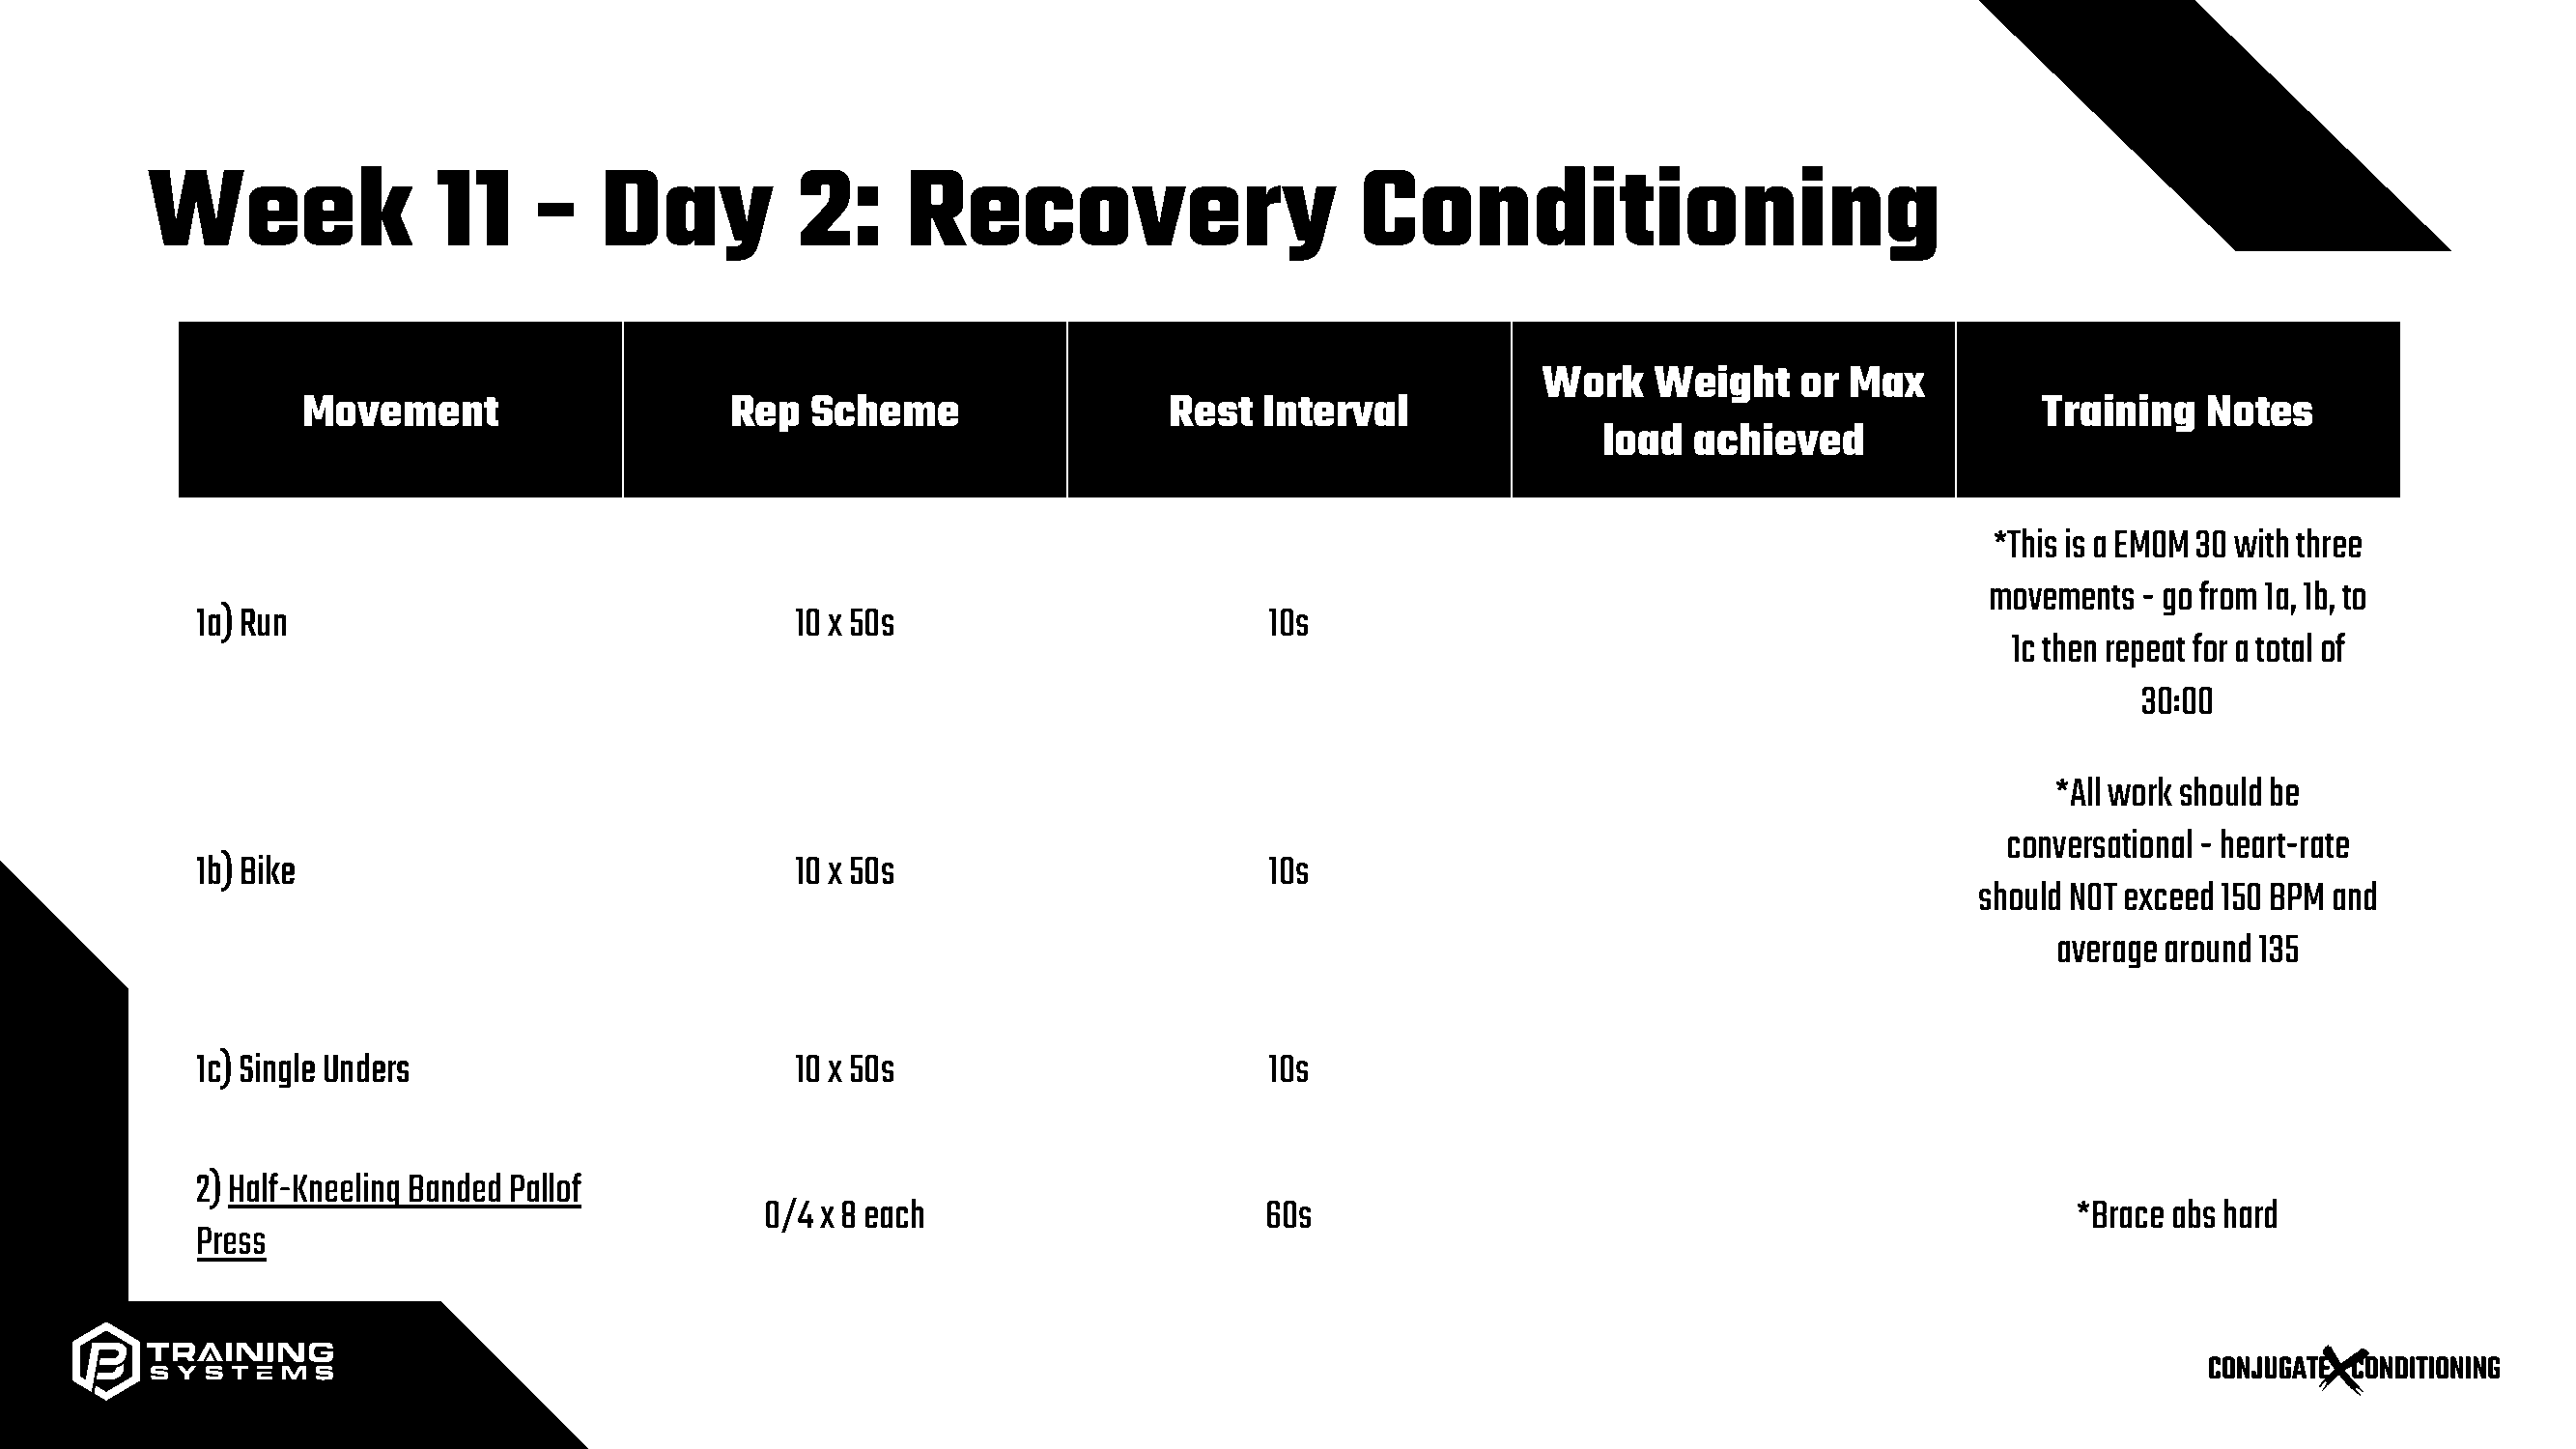 Week 11 - Day 2: Recovery Conditioning
Movement
Rep Scheme
Rest Interval
Work Weight or Max
load achieved
Training Notes
1a) Run
10 x 50s
10s
*This is a EMOM 30 with three
movements - go from 1a, 1b, to
1c then repeat for a total of
30:00
1b) Bike
10 x 50s
10s
*All work should be
conversational - heart-rate
should NOT exceed 150 BPM and
average around 135
1c) Single Unders
10 x 50s
10s
2) Half-Kneeling Banded Pallof
Press
0/4 x 8 each
60s
*Brace abs hard
TRAINING
SYSTEMS
CONJUGATE X CONDITIONING